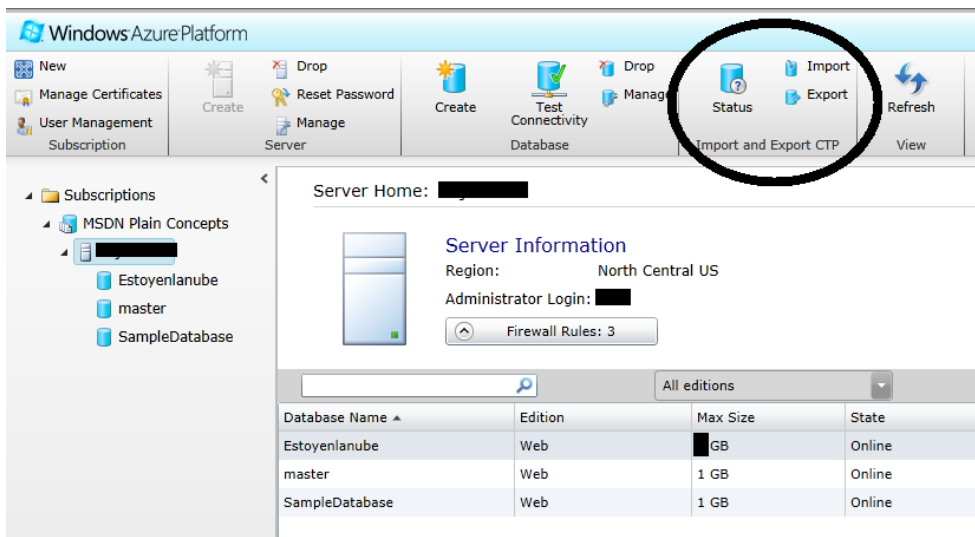 Windows Azure Platform
New
Manage Certificates
User Management
Subscription
Create
Drop
Reset Password
Manage
Server
Create
Test
Connectivity
Drop
Manage
Database
Status
Import
Export
Import and Export CTP
Refresh
View
Subscriptions
MSDN Plain Concepts
Estoyenlanube
master
SampleDatabase
Server Home:
Server Information
Region: North Central US
Administrator Login:
Firewall Rules: 3
All editions
Database Name Edition Max Size State
Estoyenlanube Web GB Online
master Web 1 GB Online
SampleDatabase Web 1 GB Online